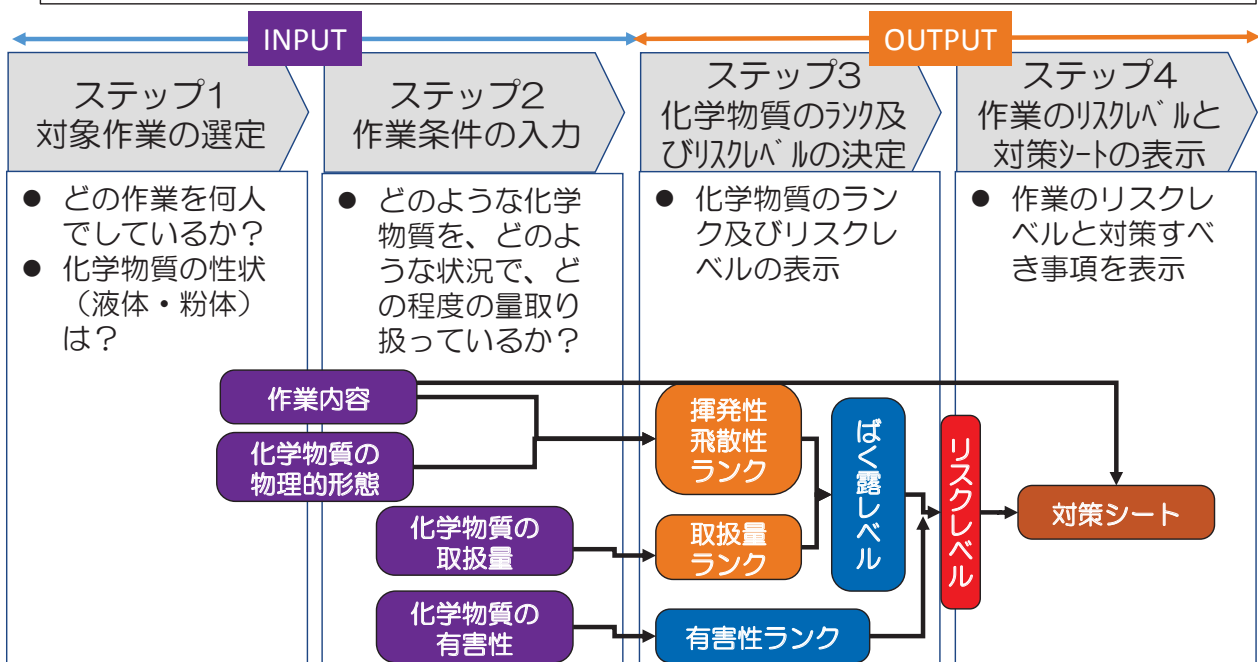 INPUT
OUTPUT
ステップ1
対象作業の選定
ステップ2
作業条件の入力
ステップ3
化学物質のﾗﾝｸ及
びﾘｽｸﾚﾍﾞﾙの決定
ステップ4
作業のﾘｽｸﾚﾍﾞﾙと
対策ｼｰﾄの表示
● どの作業を何人
でしているか？
● 化学物質の性状
（液体・粉体）
は？
● どのような化学
物質を、どのよ
うな状況で、ど
の程度の量取り
扱っているか？
● 化学物質のラン
ク及びリスクレ
ベルの表示
● 作業のリスクレ
ベルと対策すべ
き事項を表示
作業内容
化学物質の
物理的形態
化学物質の
取扱量
化学物質の
有害性
揮発性
飛散性
ランク
取扱量
ランク
有害性ランク
ばく露レベル
リスクレベル
対策シート